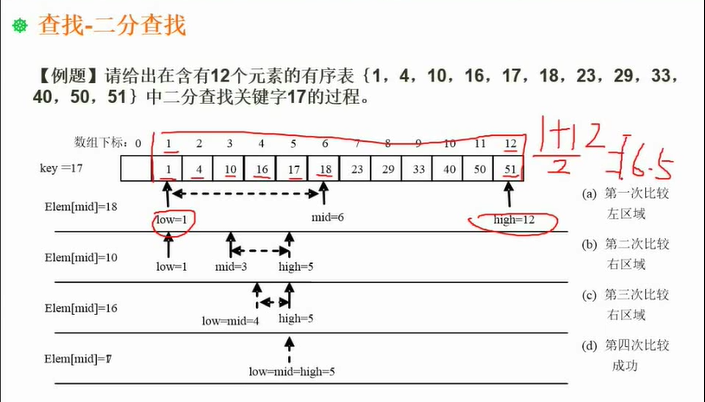 查找-二分查找
【例题】请给出在含有12个元素的有序表{1，4，10，16，17，18，23，29，33，
40，50，51}中二分查找关键字17的过程。
数组下标：0 1 2 3 4 5 6 7 8 9 10 11 12
key =17 1 4 10 16 17 18 23 29 33 40 50 51
1+12
2
=6.5
Elem[mid]=18
low=1 mid=6 high=12
(a) 第一次比较
左区域
Elem[mid]=10
low=1 mid=3 high=5
(b) 第二次比较
右区域
Elem[mid]=16
low=mid=4 high=5
(c) 第三次比较
右区域
Elem[mid]=17
low=mid=high=5
(d) 第四次比较
成功